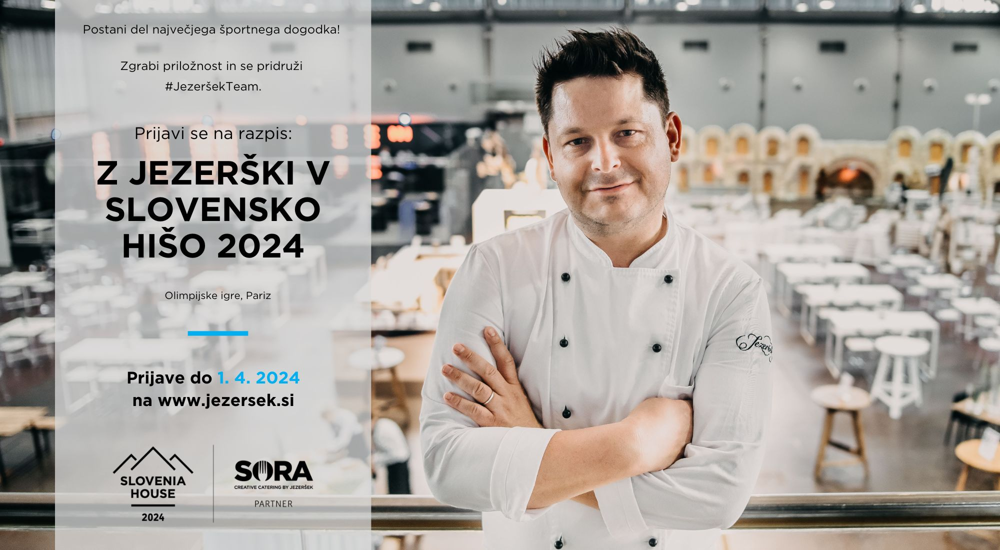 Postani del največjega športnega dogodka!
Zgrabi priložnost in se pridruži
#JezeršekTeam.
Prijavi se na razpis:
Z JEZERŠKI V
SLOVENSKO
HIŠO 2024
Olimpijske igre, Pariz
Prijave do 1. 4. 2024
na www.jezersek.si
SLOVENIA
HOUSE
2024
SORA
CREATIVE CATERING BY JEZERŠEK
PARTNER